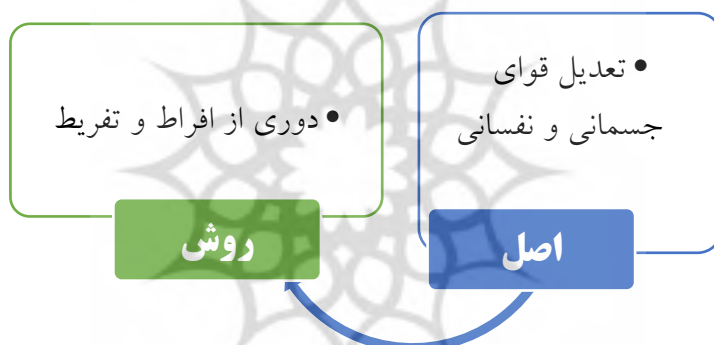 • تعدیل قوای
جسمانی و نفسانی
اصل
• دوری از افراط و تفریط
روش